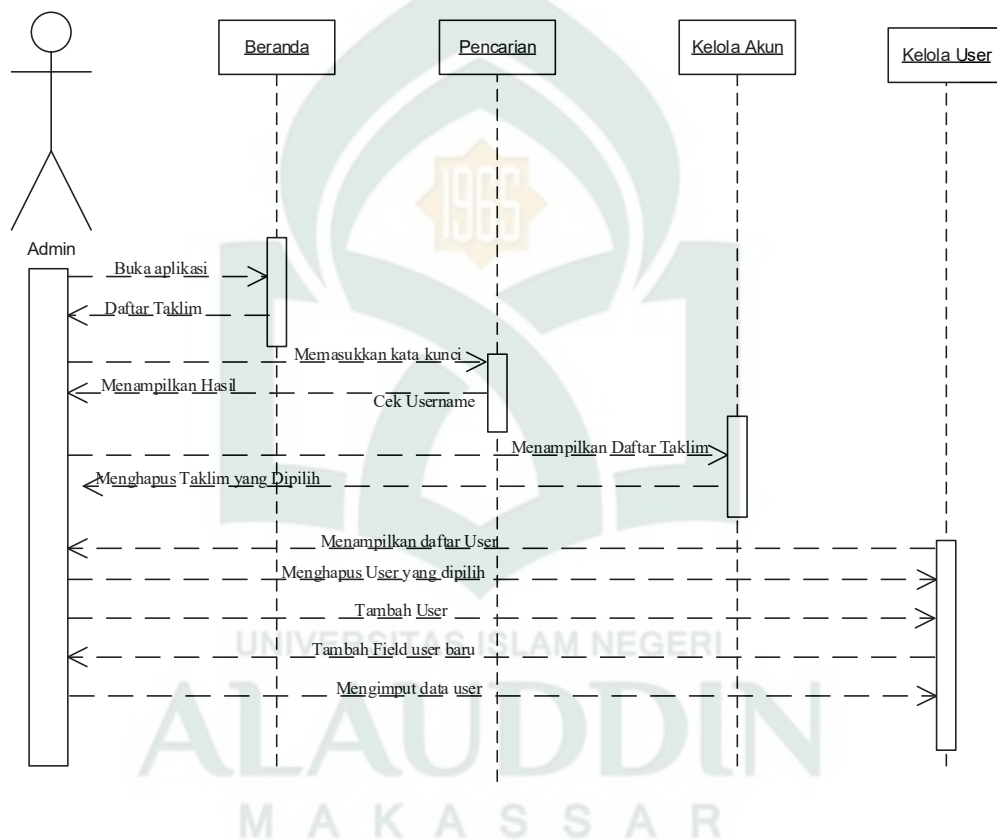 Beranda
Pencarian
Kelola Akun
Kelola User
1965
Admin
Buka aplikasi
Daftar Taklim
Memasukkan kata kunci
Menampilkan Hasil
Cek Username
Menampilkan Daftar Taklim
Menghapus Taklim yang Dipilih
Menampilkan daftar User
Menghapus User yang dipilih
Tambah User
UNIVERSITAS ISLAM NEGERI
Tambah Field user baru
Mengimput data user
ALAUDDIN
MAKASSAR